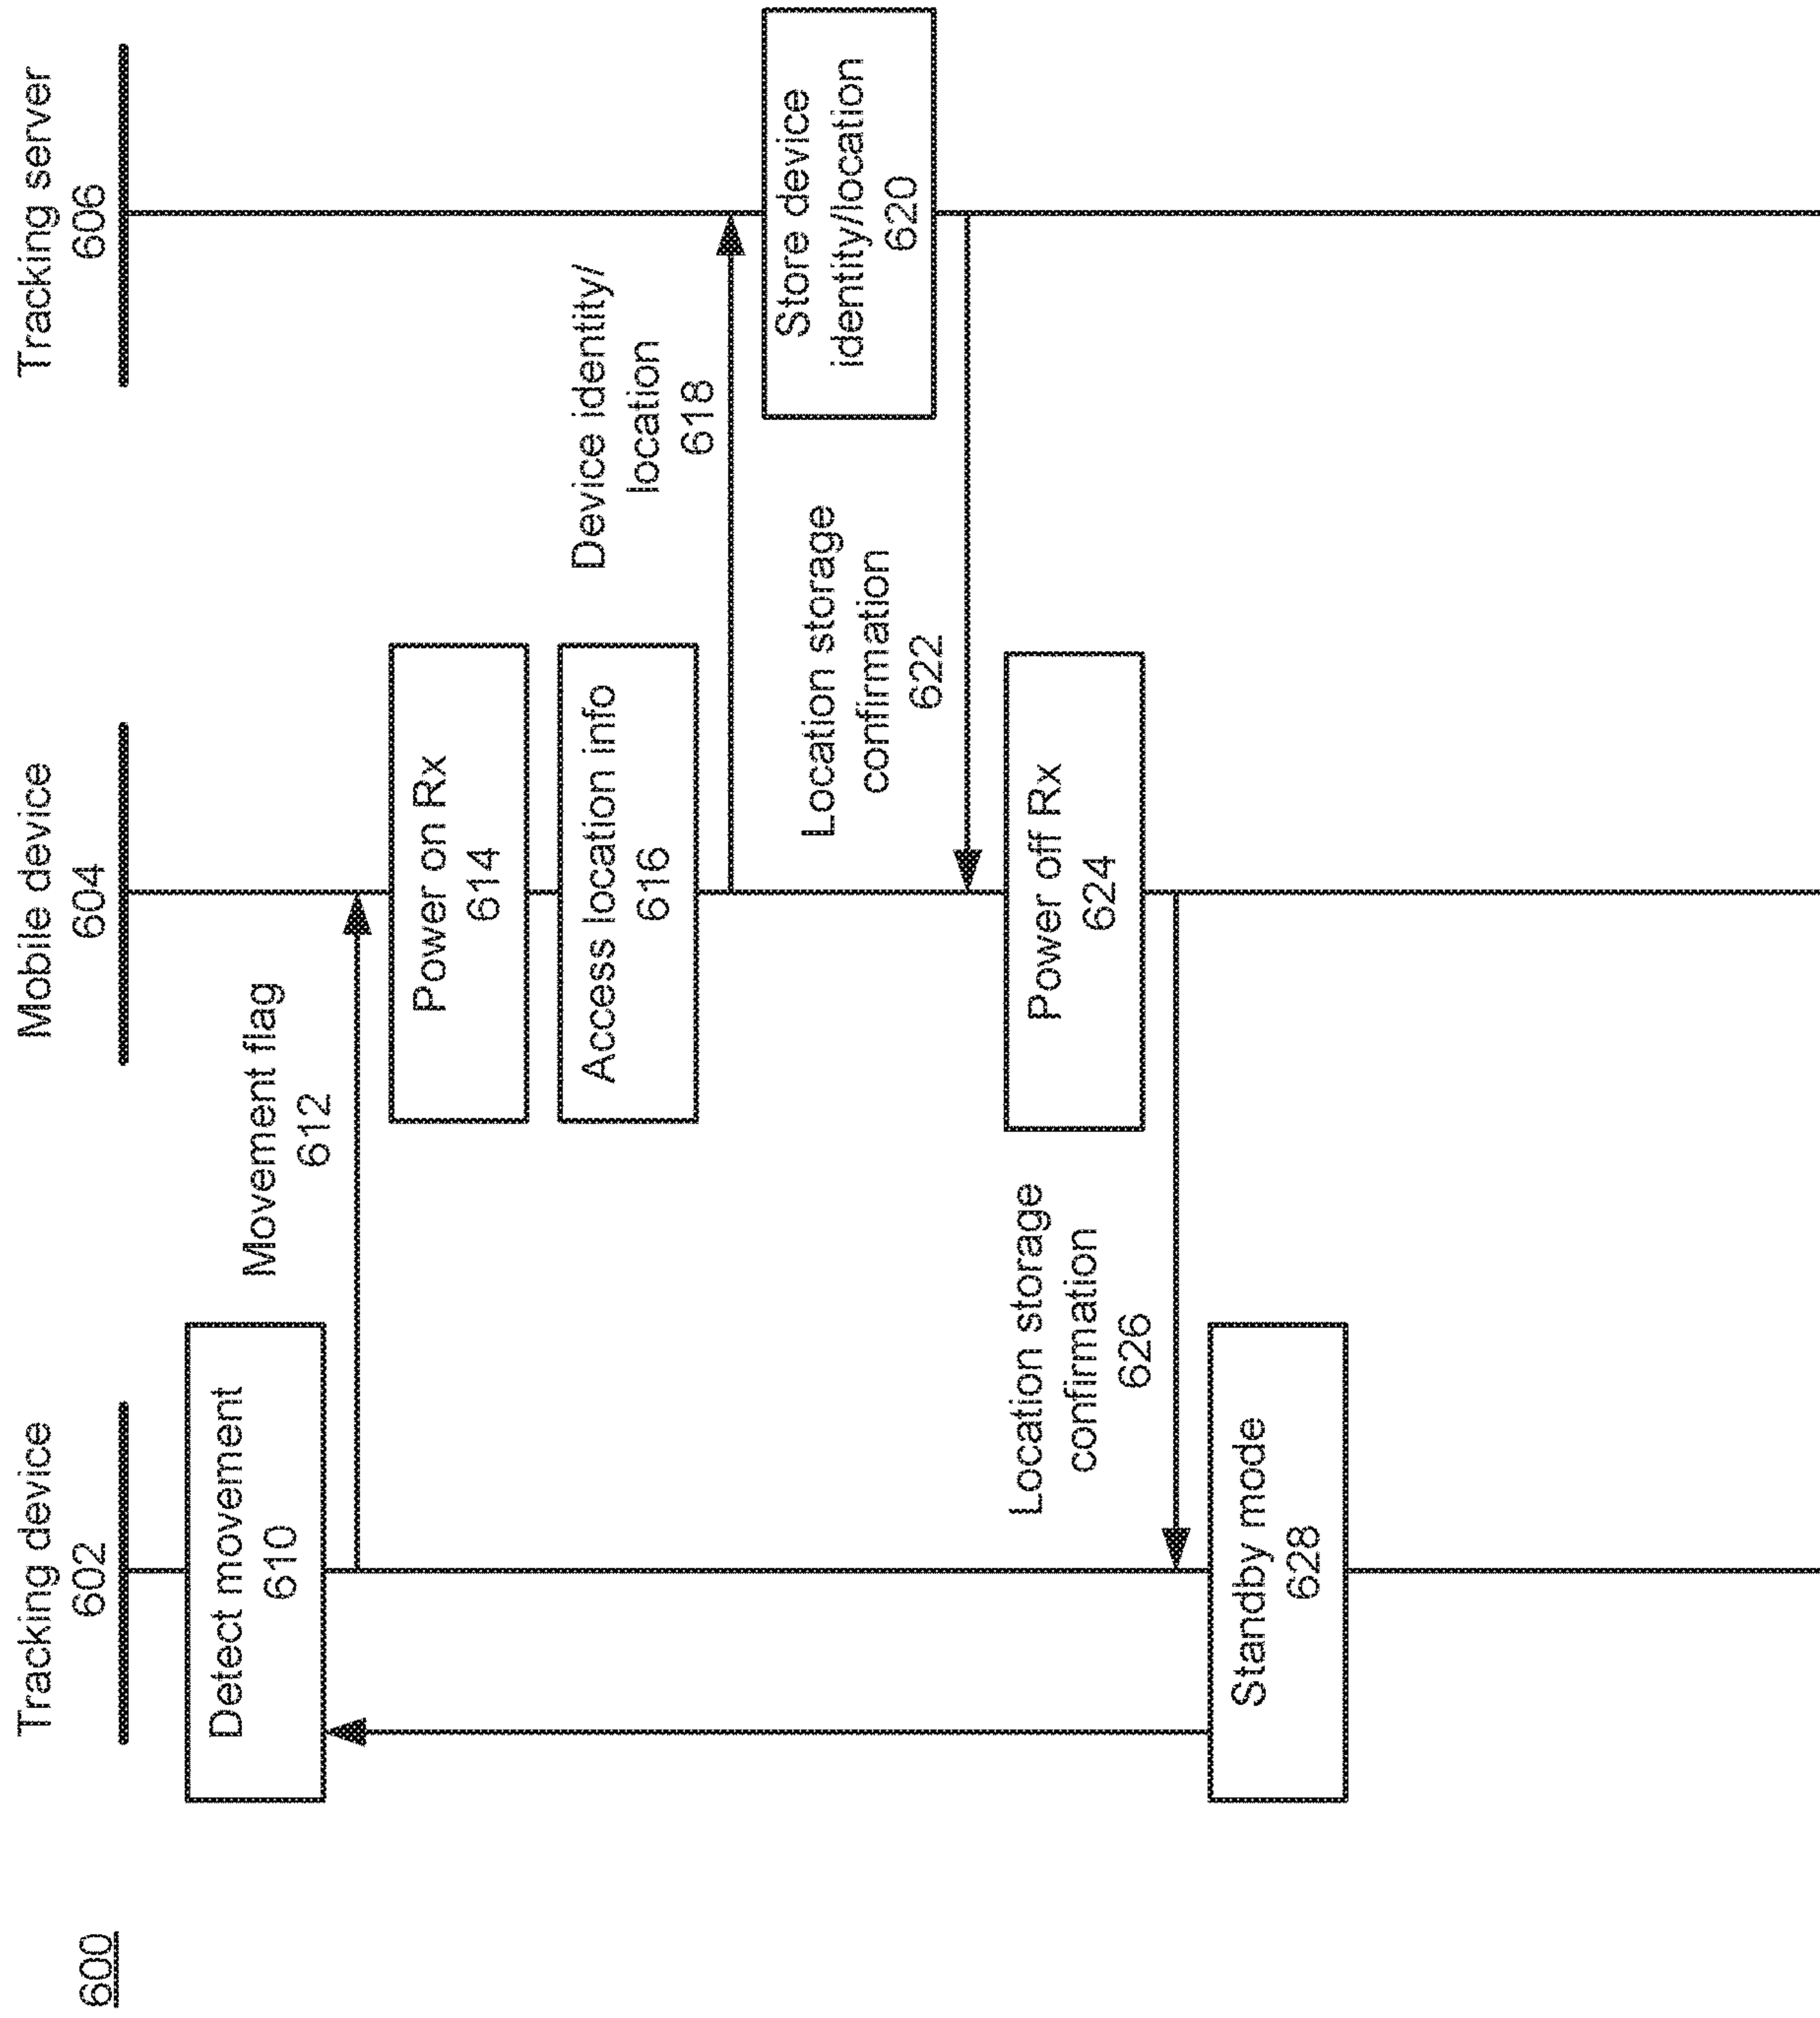 600
Tracking device
602
Mobile device
604
Tracking server
606
Detect movement
610
Movement flag
612
Power on Rx
614
Access location info
616
Device identity/
location
618
Store device
identity/location
620
Location storage
confirmation
622
Power off Rx
624
Location storage
confirmation
626
Standby mode
628